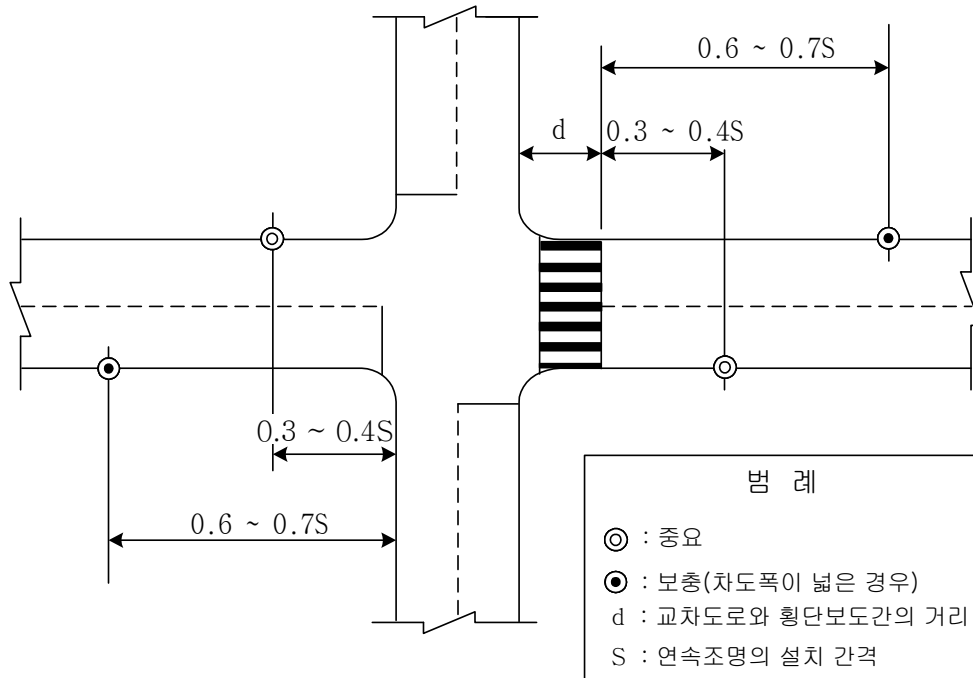 0.6 ~ 0.7S
d
0.3 ~ 0.4S
0.3 ~ 0.4S
0.6 ~ 0.7S
범 례
◎ : 중요
: 보충(차도폭이 넓은 경우)
d : 교차도로와 횡단보도간의 거리
S : 연속조명의 설치 간격